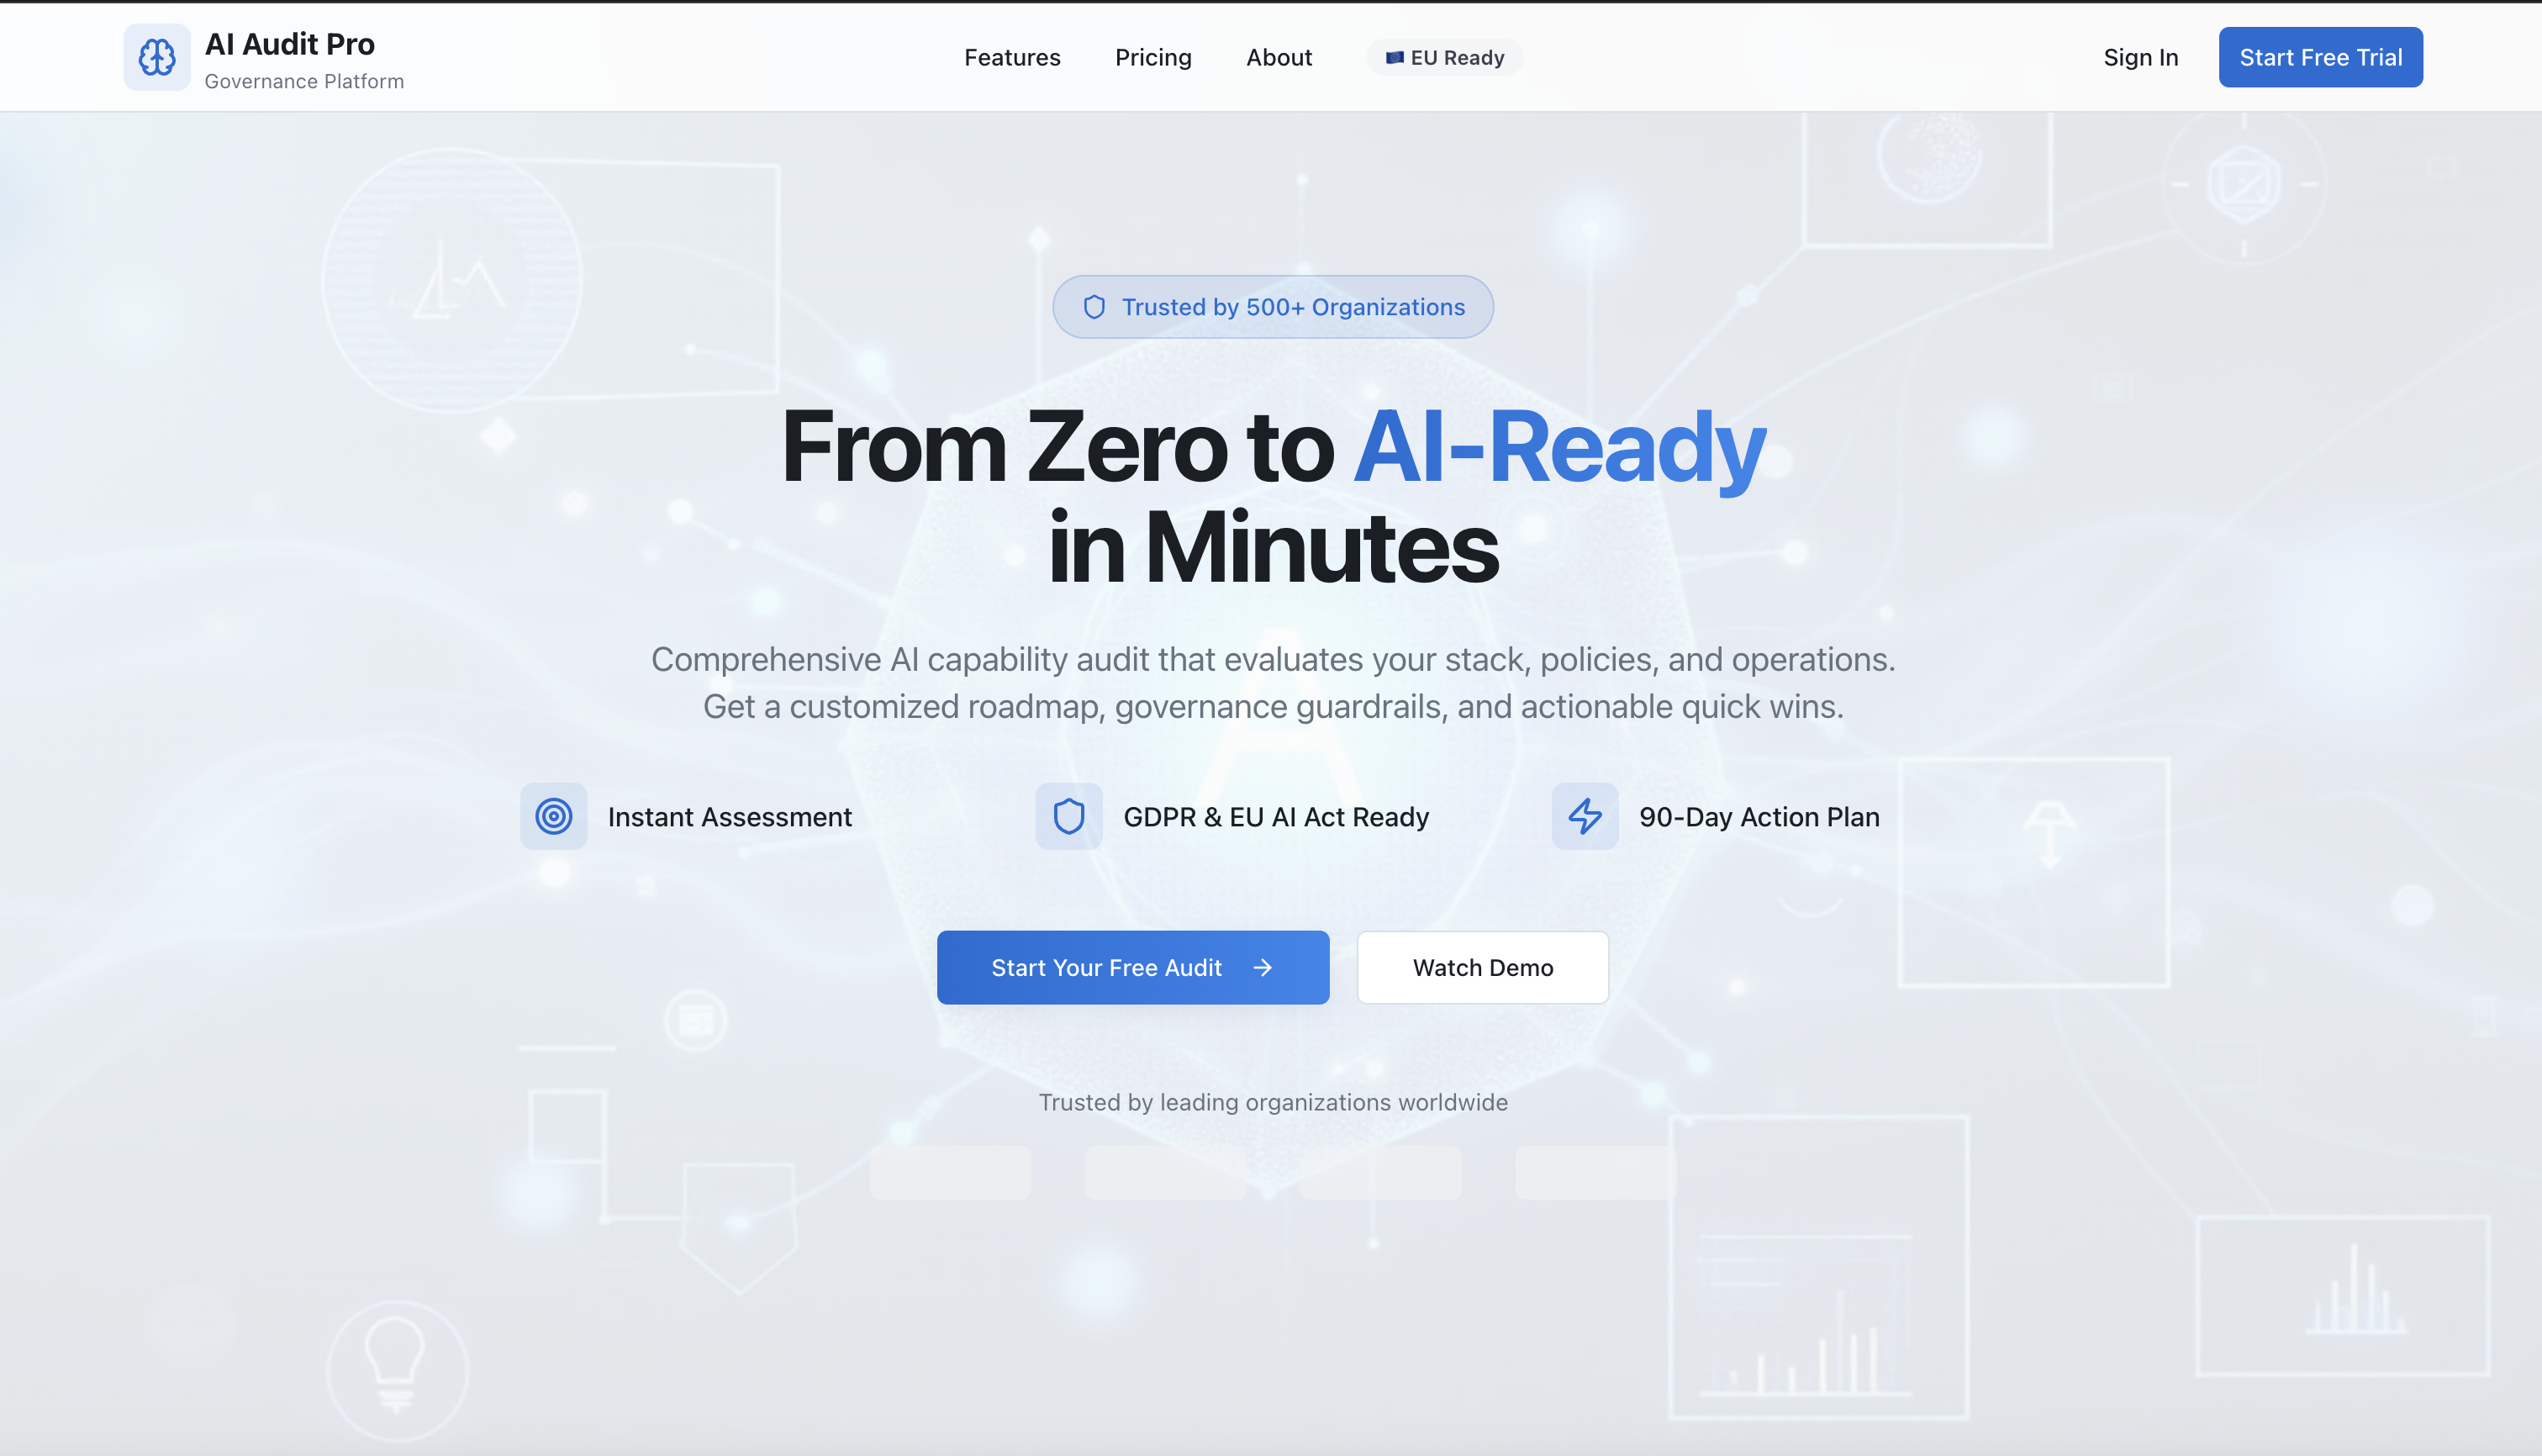 AI Audit Pro
Governance Platform
Features
Pricing
About
EU Ready
Sign In
Start Free Trial
Trusted by 500+ Organizations
From Zero to AI-Ready
in Minutes
Comprehensive AI capability audit that evaluates your stack, policies, and operations.
Get a customized roadmap, governance guardrails, and actionable quick wins.
Instant Assessment
GDPR & EU AI Act Ready
90-Day Action Plan
Start Your Free Audit →
Watch Demo
Trusted by leading organizations worldwide